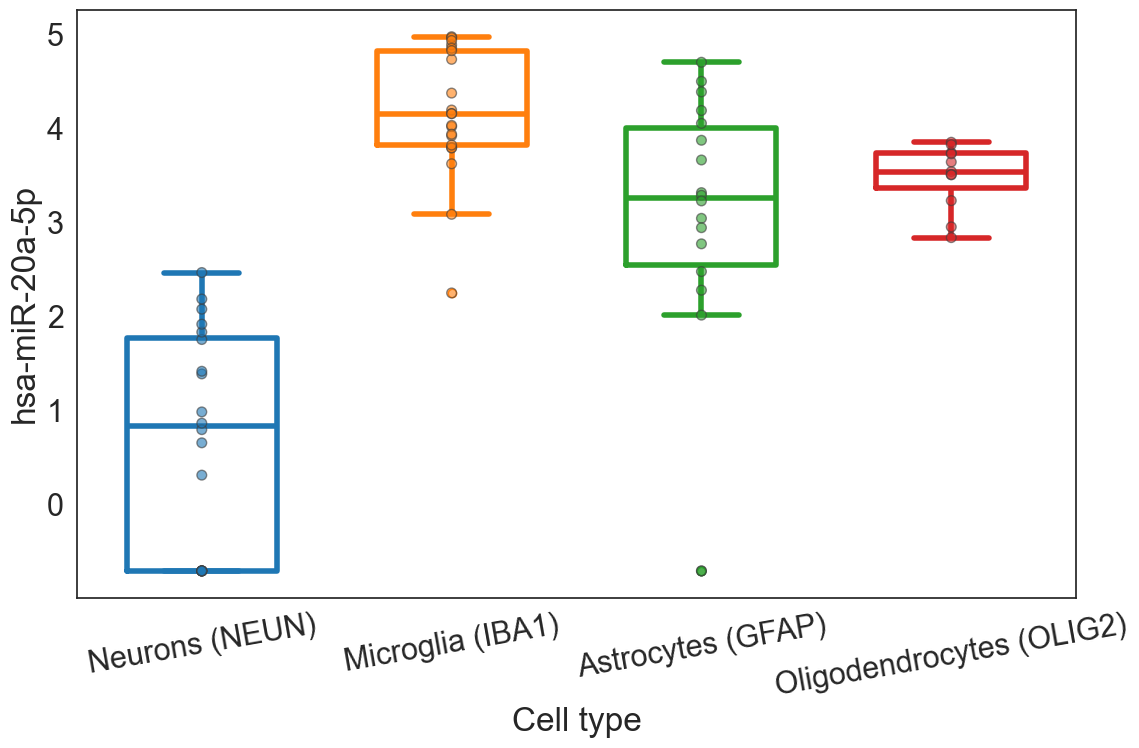 hsa-miR-20a-5p
5
4
3
2
1
0
Neurons (NEUN)
Microglia (IBA1)
Astrocytes (GFAP)
Oligodendrocytes (OLIG2)
Cell type